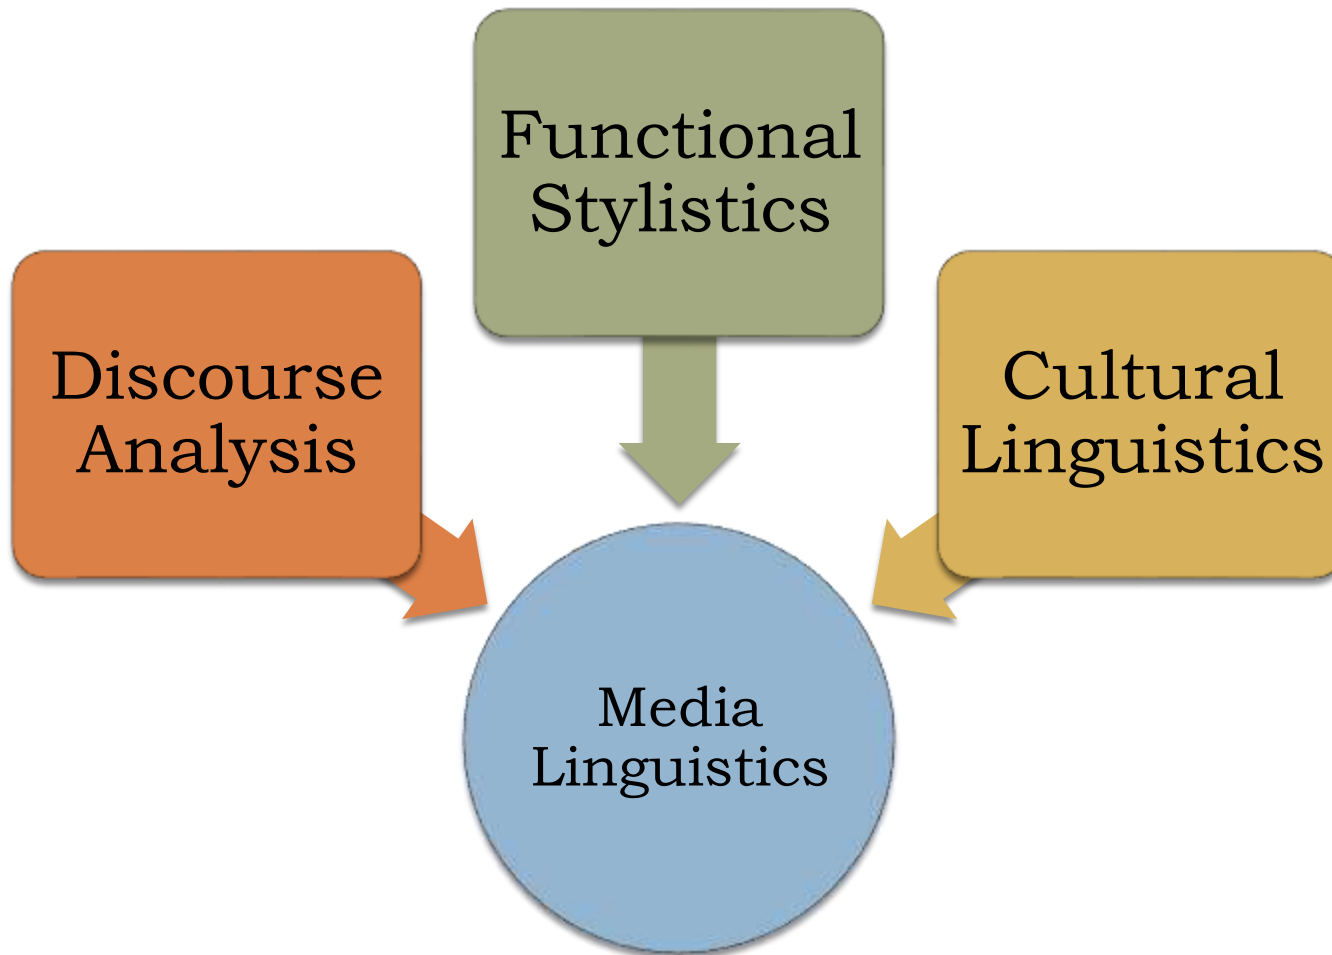 Functional
Stylistics
Discourse
Analysis
Cultural
Linguistics
Media
Linguistics